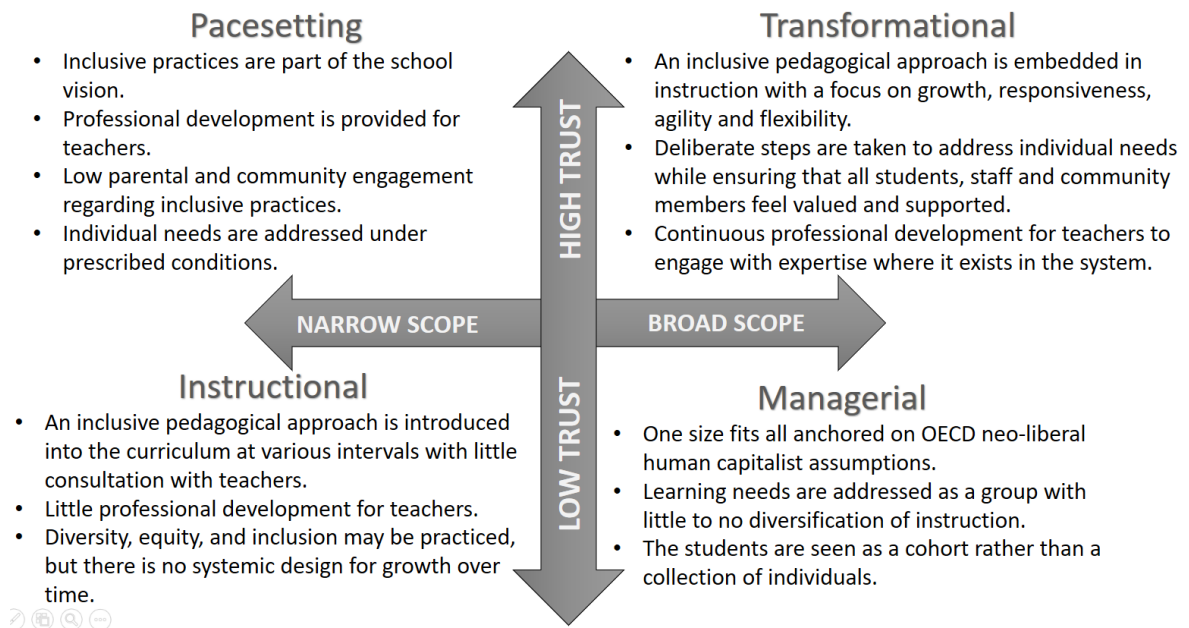 Pacesetting
• Inclusive practices are part of the school
vision.
• Professional development is provided for
teachers.
• Low parental and community engagement
regarding inclusive practices.
• Individual needs are addressed under
prescribed conditions.
Transformational
• An inclusive pedagogical approach is embedded in
instruction with a focus on growth, responsiveness,
agility and flexibility.
• Deliberate steps are taken to address individual needs
while ensuring that all students, staff and community
members feel valued and supported.
• Continuous professional development for teachers to
engage with expertise where it exists in the system.
HIGH TRUST
NARROW SCOPE
BROAD SCOPE
LOW TRUST
Instructional
• An inclusive pedagogical approach is introduced
into the curriculum at various intervals with little
consultation with teachers.
• Little professional development for teachers.
• Diversity, equity, and inclusion may be practiced,
but there is no systemic design for growth over
time.
Managerial
• One size fits all anchored on OECD neo-liberal
human capitalist assumptions.
• Learning needs are addressed as a group with
little to no diversification of instruction.
• The students are seen as a cohort rather than a
collection of individuals.